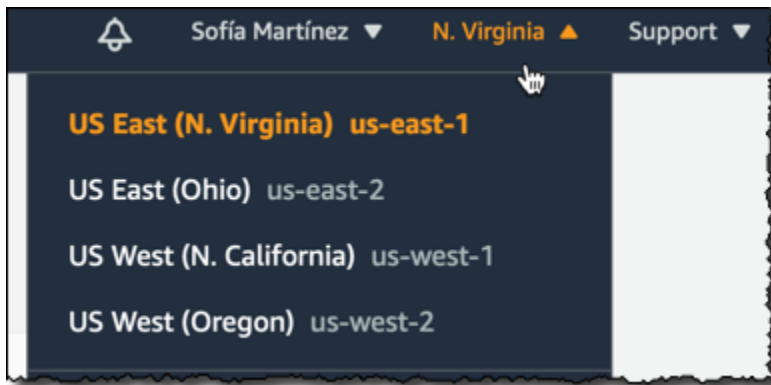 Sofía Martínez ▼ N. Virginia ▲ Support ▼
US East (N. Virginia) us-east-1
US East (Ohio) us-east-2
US West (N. California) us-west-1
US West (Oregon) us-west-2